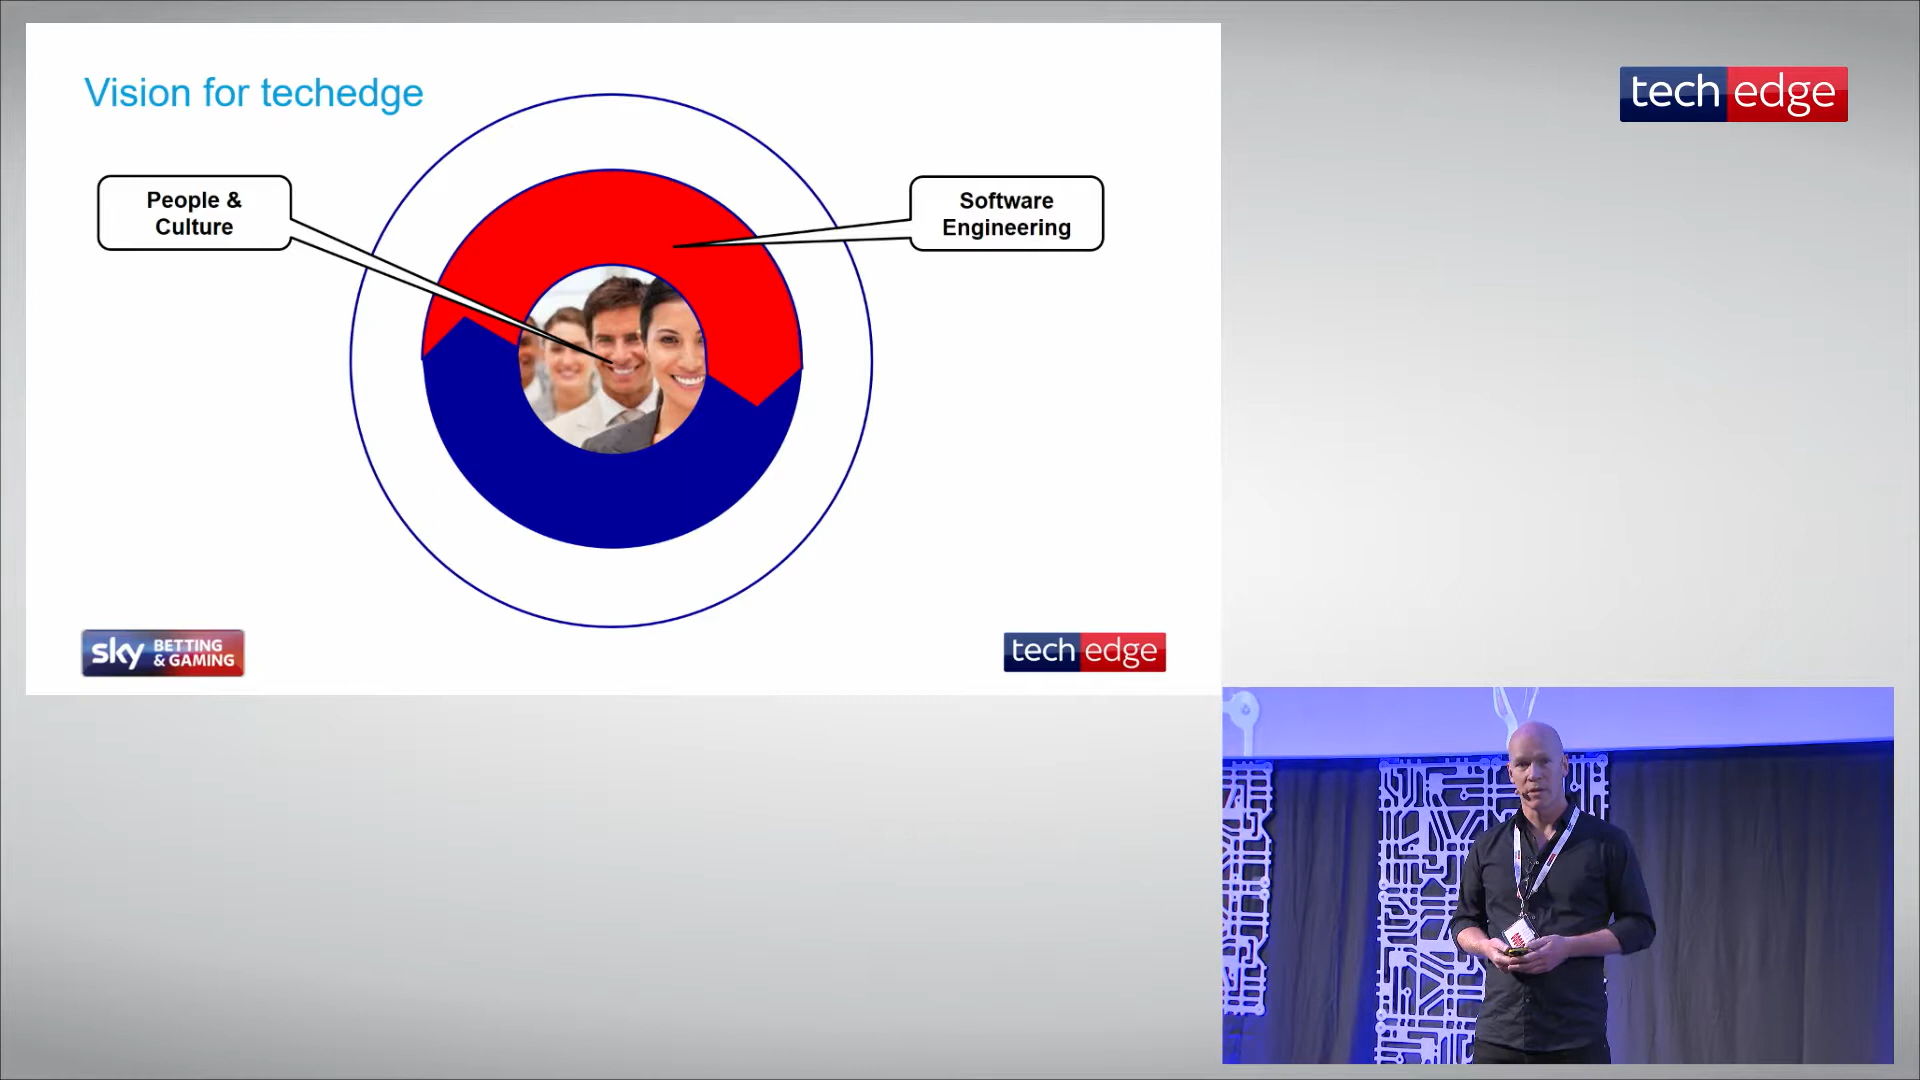 Vision for techedge
tech edge
People &
Culture
Software
Engineering
sky BETTING
& GAMING
tech edge